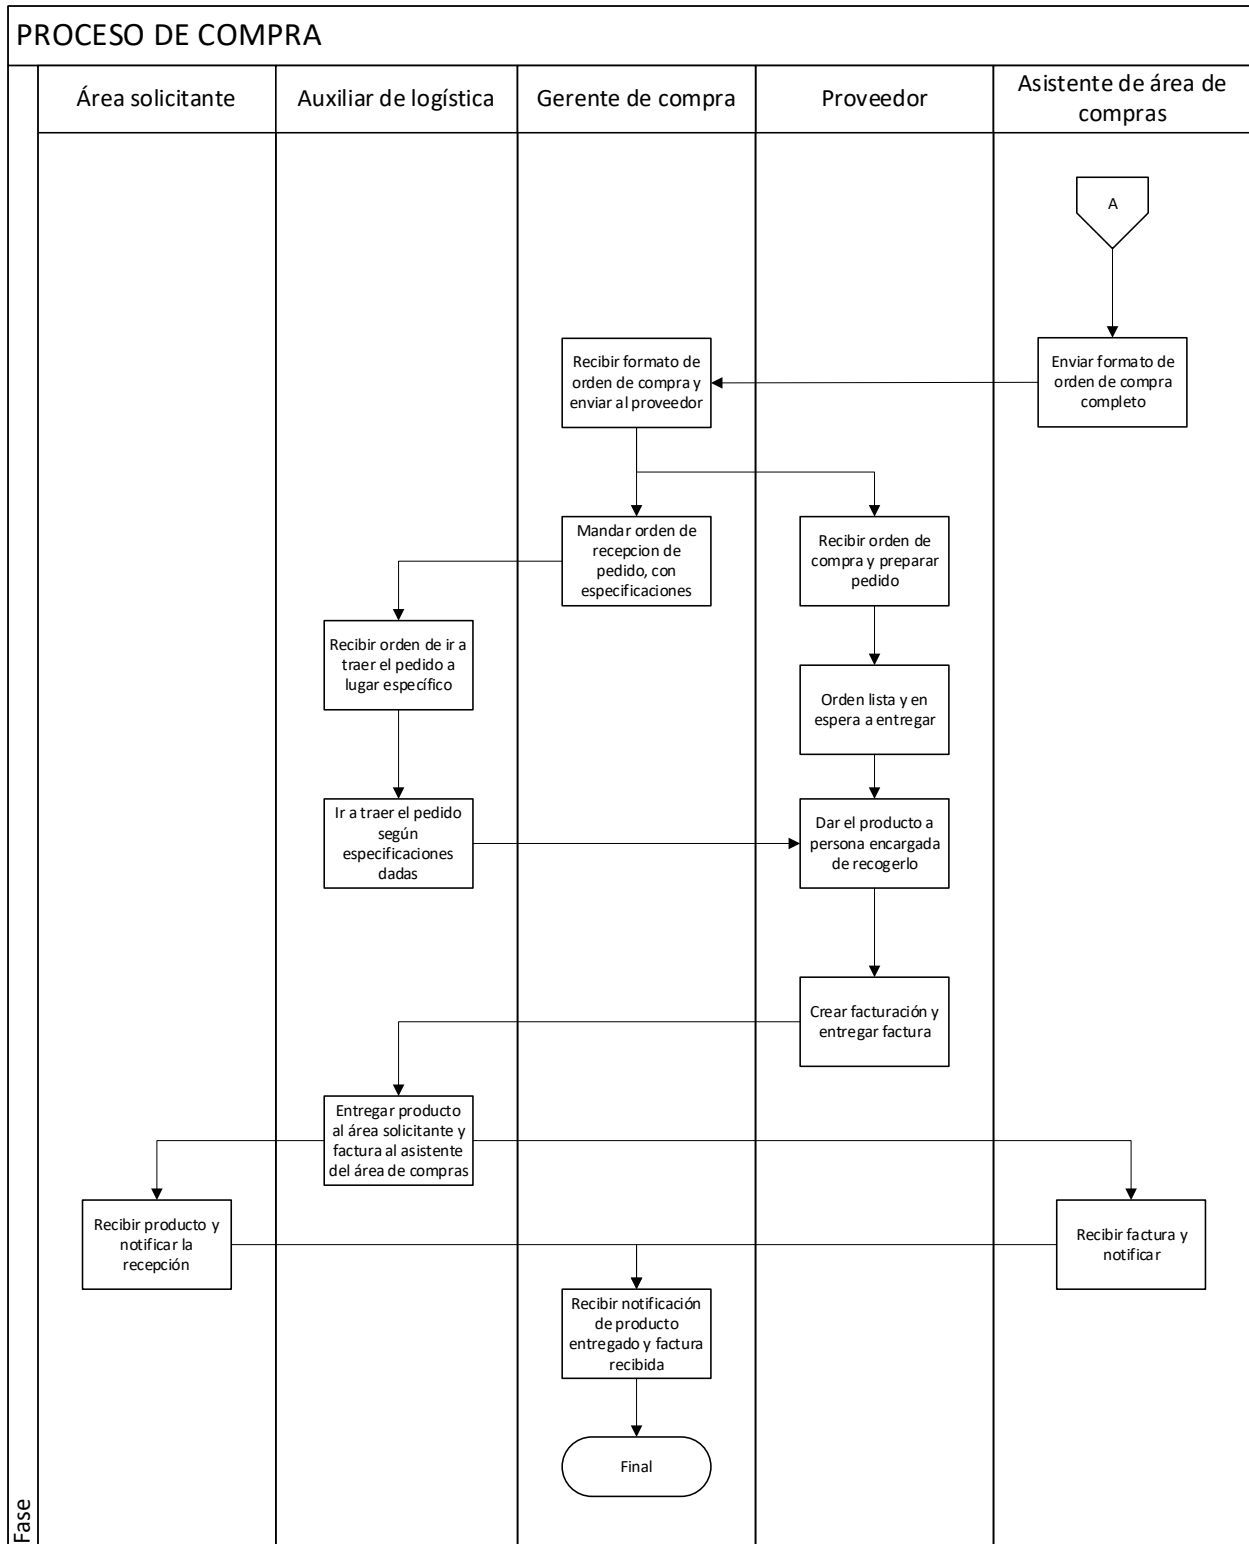 PROCESO DE COMPRA
Área solicitante
Auxiliar de logística
Gerente de compra
Proveedor
Asistente de área de
compras
A
Recibir formato de
orden de compra y
enviar al proveedor
Enviar formato de
orden de compra
completo
Mandar orden de
recepcion de
pedido, con
especificaciones
Recibir orden de
compra y preparar
pedido
Recibir orden de ir a
traer el pedido a
lugar específico
Orden lista y en
espera a entregar
Ir a traer el pedido
según
especificaciones
dadas
Dar el producto a
persona encargada
de recogerlo
Crear facturación y
entregar factura
Entregar producto
al área solicitante y
factura al asistente
del área de compras
Recibir producto y
notificar la
recepción
Recibir factura y
notificar
Recibir notificación
de producto
entregado y factura
recibida
Final
Fase